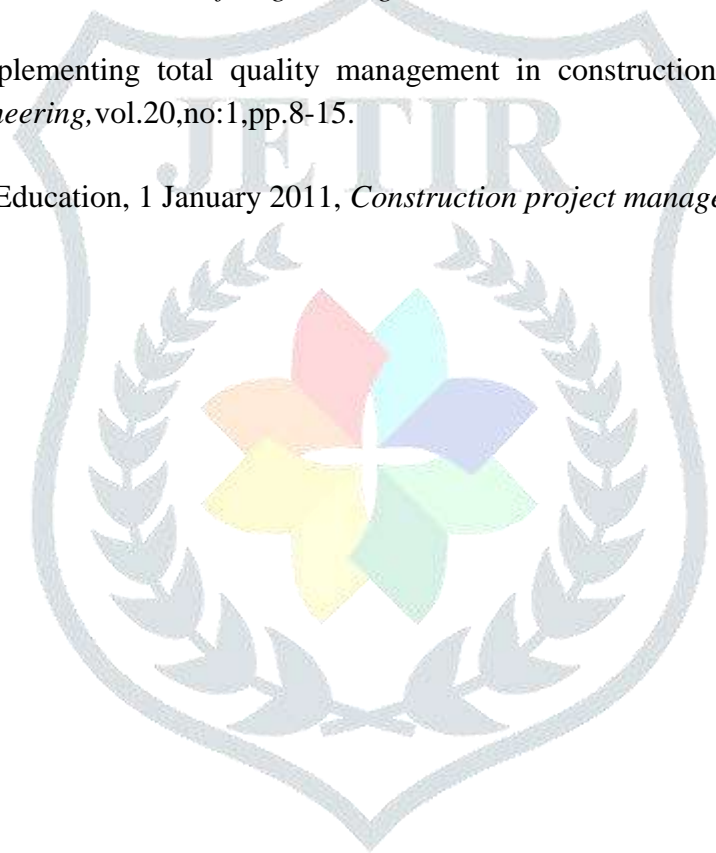 plementing total quality management in construction
neering,vol.20,no:1,pp.8-15.
JETIR
Education, 1 January 2011, Construction project manage